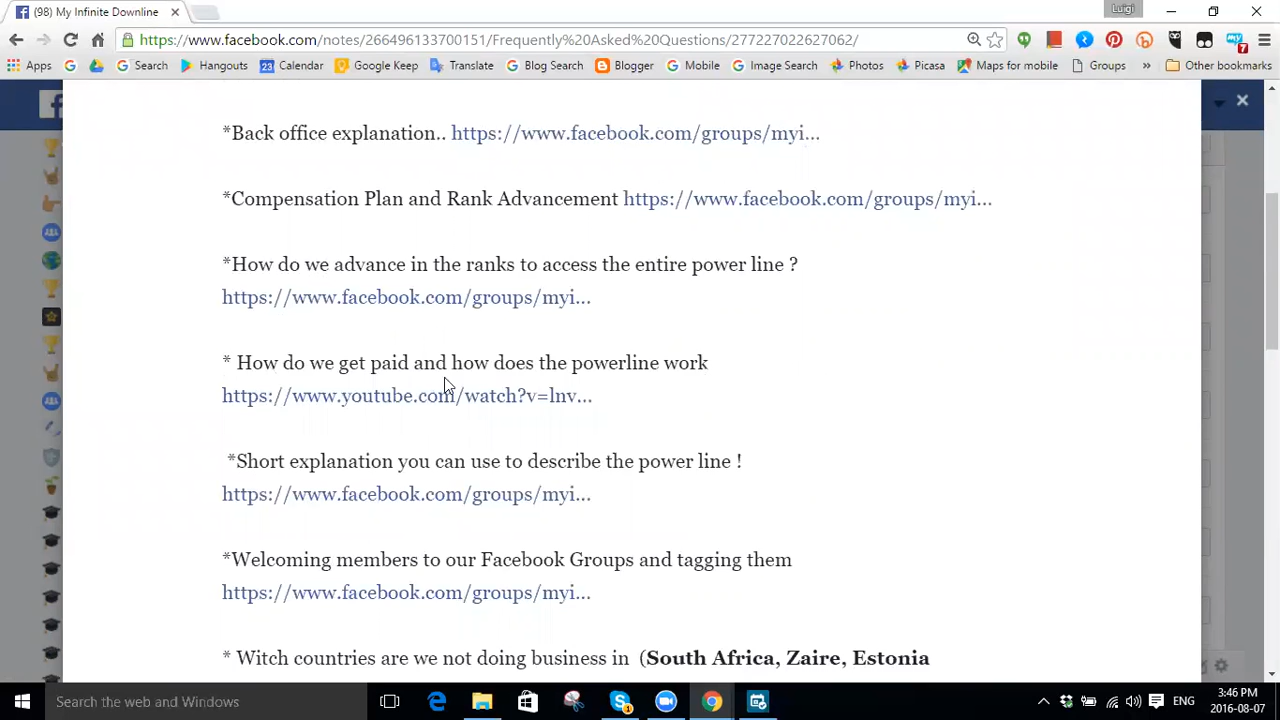 (98) My Infinite Downline
Luigi
https://www.facebook.com/notes/266496133700151/Frequently%20Asked%20Questions/277227022627062/
Apps
Search
Hangouts
23 Calendar
Google Keep
Translate
Blog Search
Blogger
Mobile
Image Search
Photos
Picasa
Maps for mobile
Groups
»
Other bookmarks
*Back office explanation.. https://www.facebook.com/groups/myi...
*Compensation Plan and Rank Advancement https://www.facebook.com/groups/myi...
*How do we advance in the ranks to access the entire power line ?
https://www.facebook.com/groups/myi...
* How do we get paid and how does the powerline work
https://www.youtube.com/watch?v=lnv...
*Short explanation you can use to describe the power line !
https://www.facebook.com/groups/myi...
*Welcoming members to our Facebook Groups and tagging them
https://www.facebook.com/groups/myi...
* Witch countries are we not doing business in (South Africa, Zaire, Estonia
Search the web and Windows
ENG
3:46 PM
2016-08-07